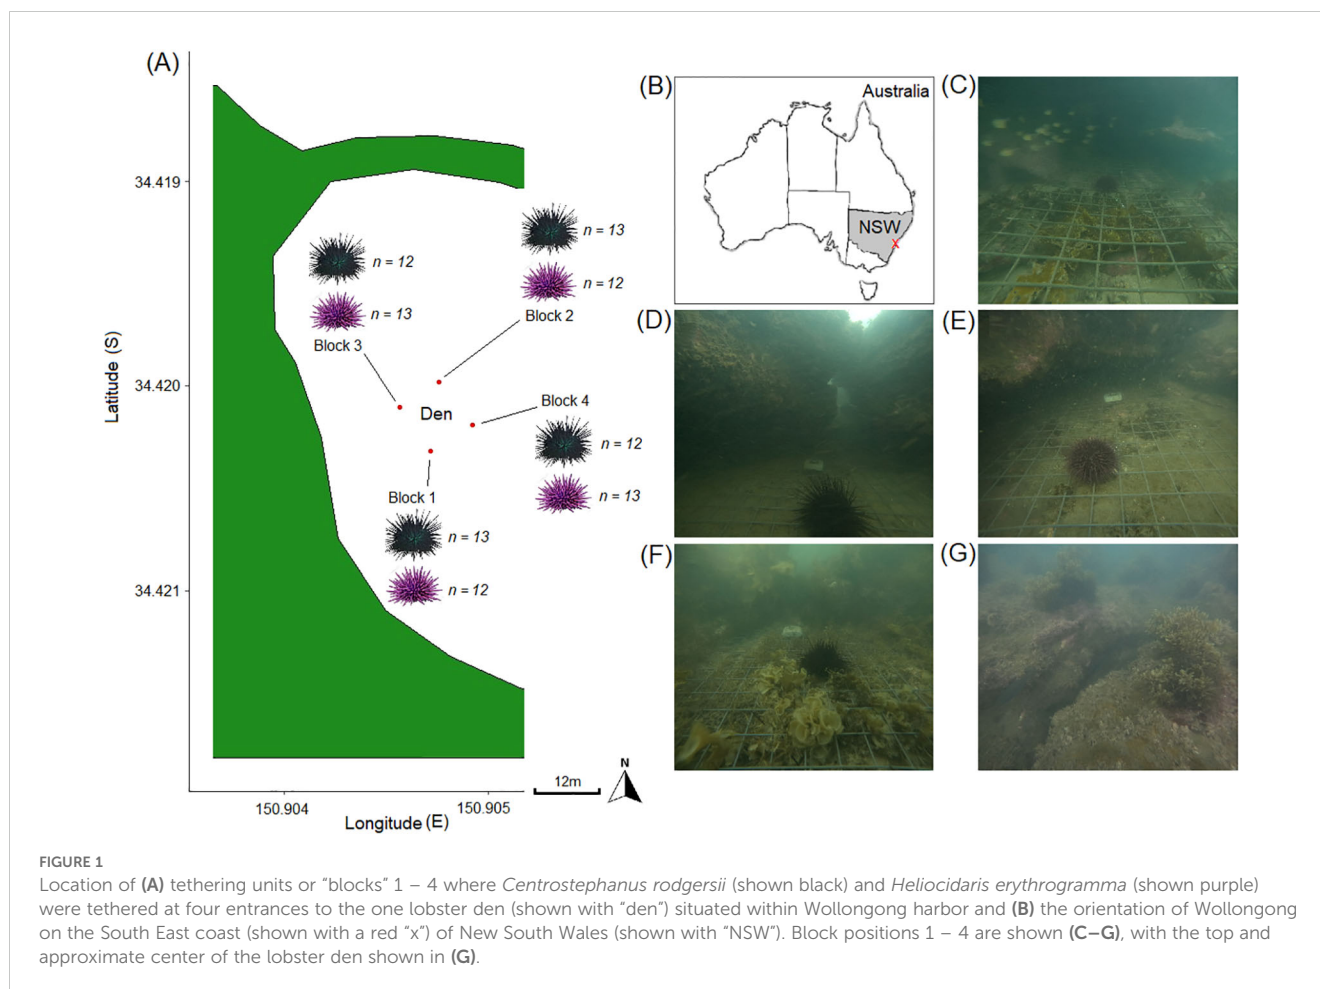 (A)
34.419
34.420
34.421
Latitude (S)
n = 12
n = 13
Block 3
n = 13
n = 12
Block 2
Den
Block 4
n = 12
n = 13
Block 1
n = 13
n = 12
150.904
150.905
Longitude (E)
12m
N
(B)
Australia
NSW
x
(C)
(D)
(E)
(F)
(G)
FIGURE 1
Location of (A) tethering units or “blocks” 1 – 4 where Centrostephanus rodgersii (shown black) and Heliocidaris erythrogramma (shown purple)
were tethered at four entrances to the one lobster den (shown with “den”) situated within Wollongong harbor and (B) the orientation of Wollongong
on the South East coast (shown with a red “x”) of New South Wales (shown with “NSW”). Block positions 1 – 4 are shown (C–G), with the top and
approximate center of the lobster den shown in (G).